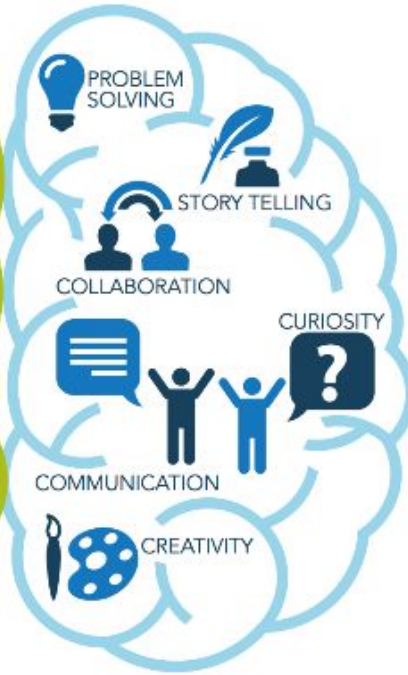 PROBLEM
SOLVING
STORY TELLING
COLLABORATION
CURIOSITY
?
COMMUNICATION
CREATIVITY